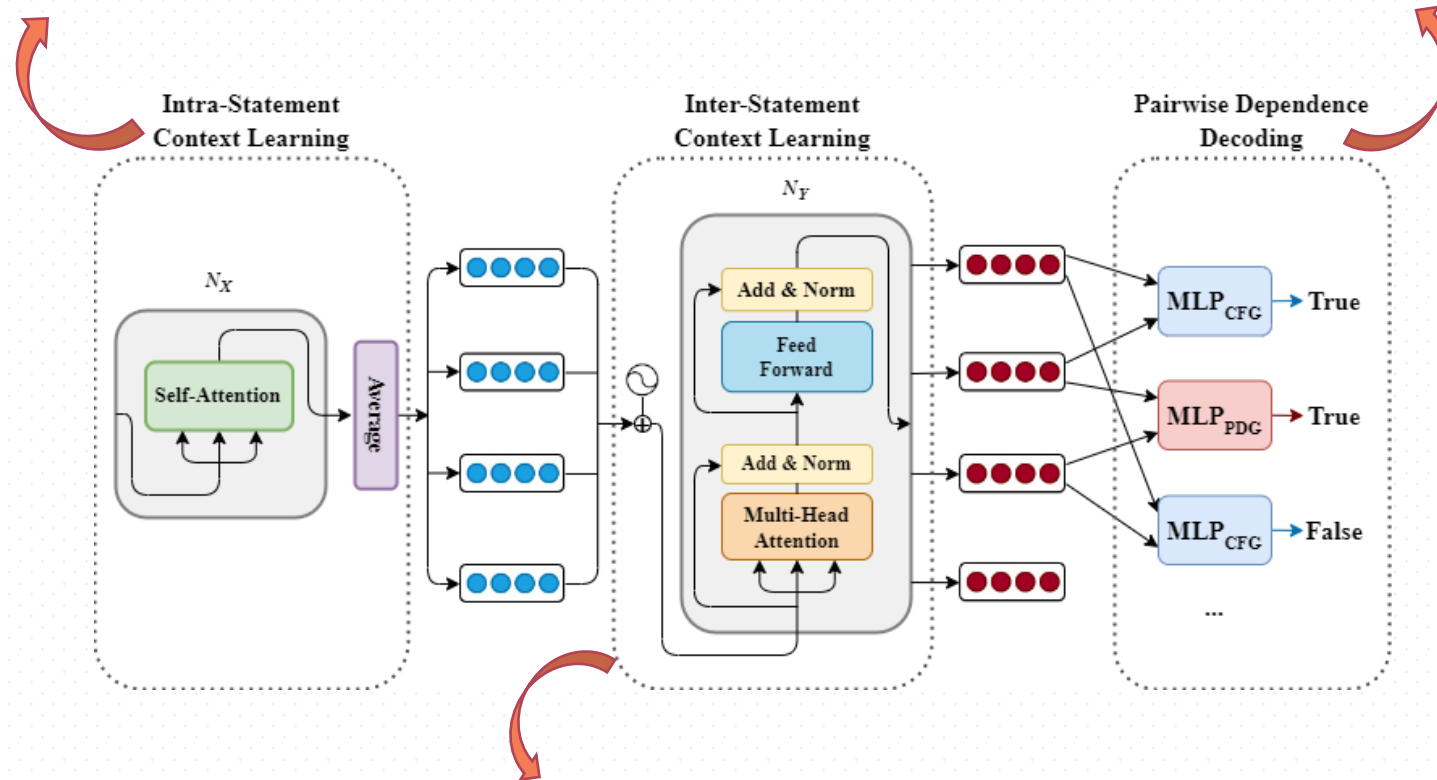 Intra-Statement
Context Learning
N_X
Self-Attention
Average
Inter-Statement
Context Learning
N_Y
Add & Norm
Feed
Forward
Add & Norm
Multi-Head
Attention
Pairwise Dependence
Decoding
MLP_CFG
True
MLP_PDG
True
MLP_CFG
False
...